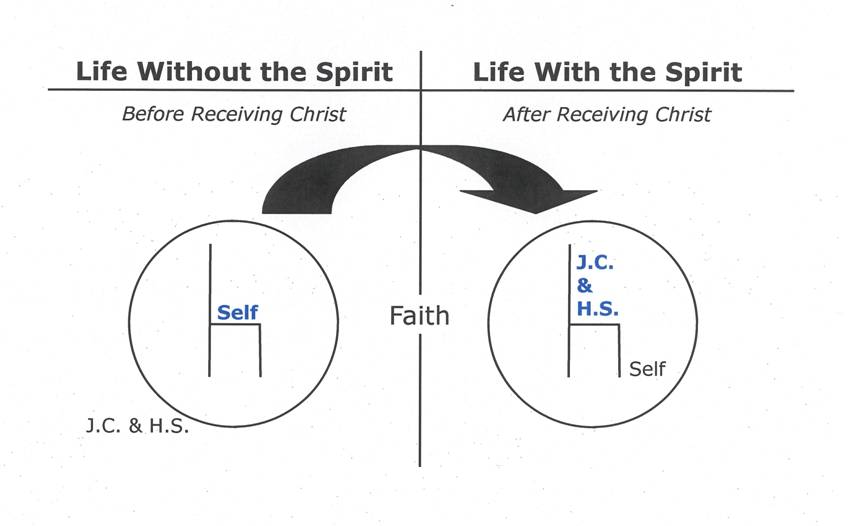 Life Without the Spirit
Life With the Spirit
Before Receiving Christ
After Receiving Christ
Self
J.C. & H.S.
Faith
J.C.
&
H.S.
Self